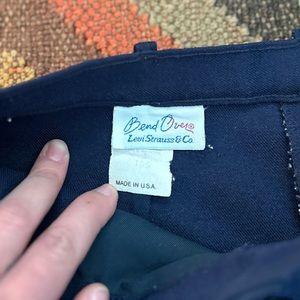 Bend Over®
Levi Strauss & Co.
MADE IN U.S.A.